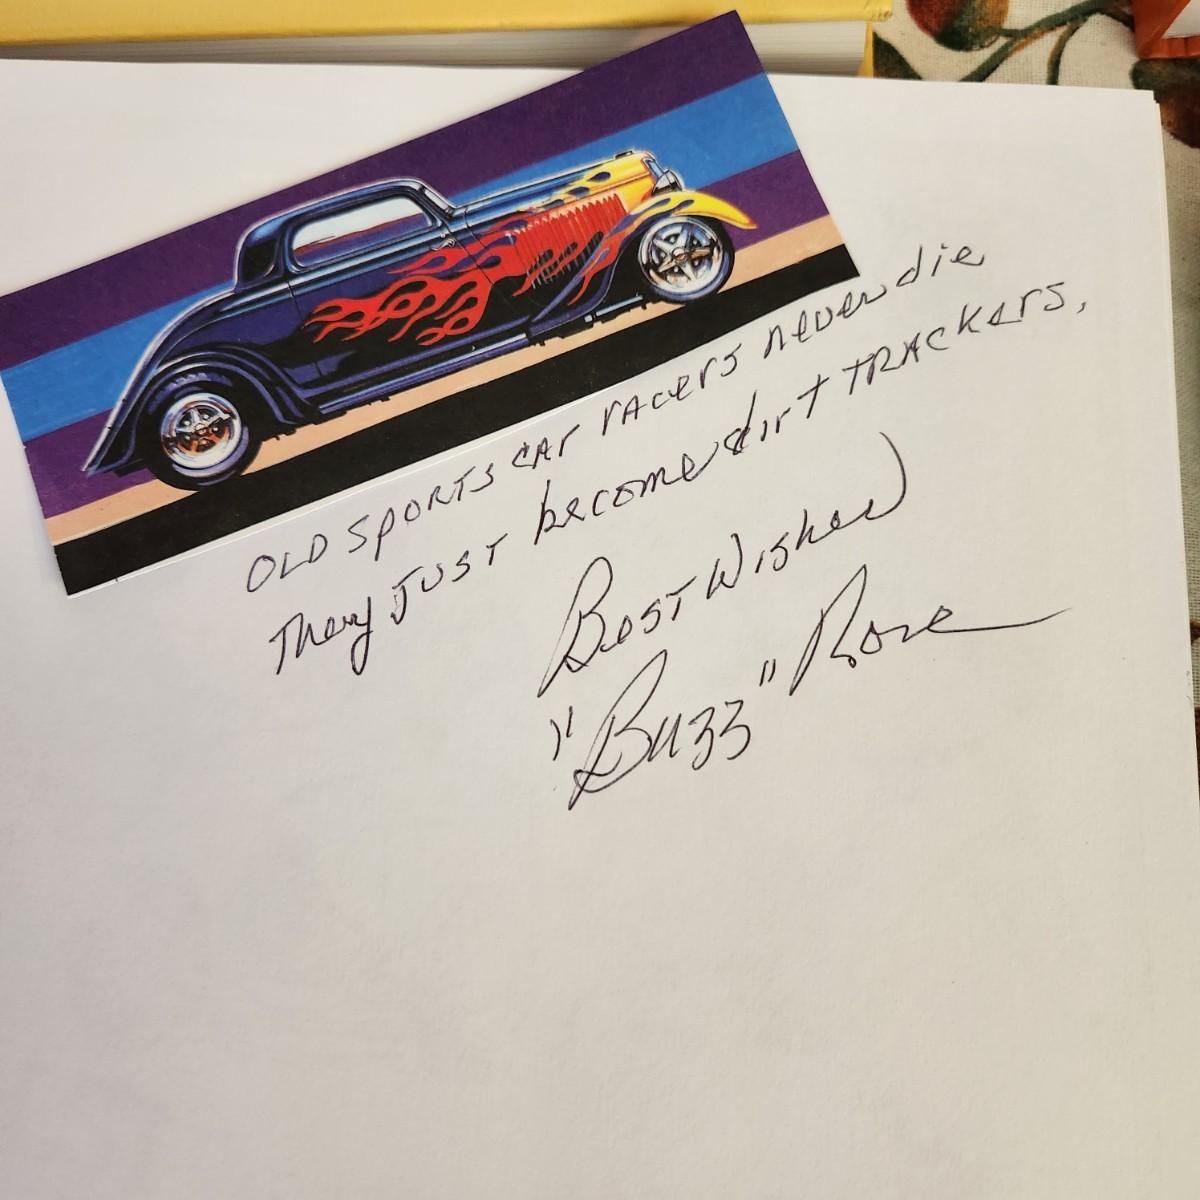 OLD SPORTS CAR rAcers never die
They JUST become dirt TRACKers,
Best Wishes
"Buzz" Rose